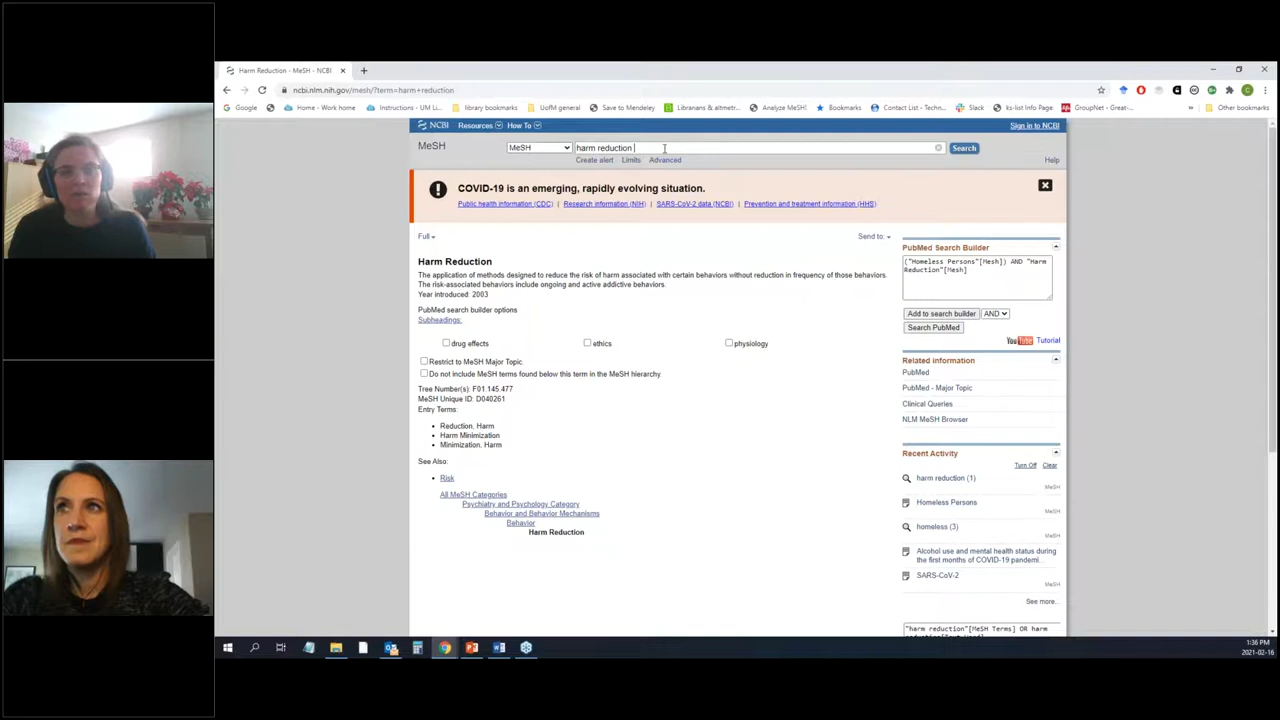 Harm Reduction - MeSH - NCBI
ncbi.nlm.nih.gov/mesh/?term=harm+reduction
Google
Home - Work home
Instructions - UM Li...
library bookmarks
UofM general
Save to Mendeley
Libranans & altmetr...
Analyze MeSH!
Bookmarks
Contact List - Techn...
Slack
ks-list Info Page
GroupNet - Great-...
»
Other bookmarks
NCBI Resources How To Sign in to NCBI
MeSH MeSH harm reduction Search
Create alert Limits Advanced Help
COVID-19 is an emerging, rapidly evolving situation.
Public health information (CDC) | Research information (NIH) | SARS-CoV-2 data (NCBI) | Prevention and treatment information (HHS)
Full Send to:
Harm Reduction
The application of methods designed to reduce the risk of harm associated with certain behaviors without reduction in frequency of those behaviors.
The risk-associated behaviors include ongoing and active addictive behaviors.
Year introduced: 2003
PubMed search builder options
Subheadings:
drug effects ethics physiology
Restrict to MeSH Major Topic.
Do not include MeSH terms found below this term in the MeSH hierarchy.
Tree Number(s): F01.145.477
MeSH Unique ID: D040261
Entry Terms:
Reduction, Harm
Harm Minimization
Minimization, Harm
See Also:
Risk
All MeSH Categories
Psychiatry and Psychology Category
Behavior and Behavior Mechanisms
Behavior
Harm Reduction
PubMed Search Builder
("Homeless Persons"[Mesh]) AND "Harm
Reduction"[Mesh]
Add to search builder AND
Search PubMed
YouTube Tutorial
Related information
PubMed
PubMed - Major Topic
Clinical Queries
NLM MeSH Browser
Recent Activity
Turn Off Clear
harm reduction (1)
MeSH
Homeless Persons
MeSH
homeless (3)
MeSH
Alcohol use and mental health status during
the first months of COVID-19 pandemi...
SARS-CoV-2
MeSH
See more...
"harm reduction"[MeSH Terms] OR harm
1:36 PM
2021-02-16